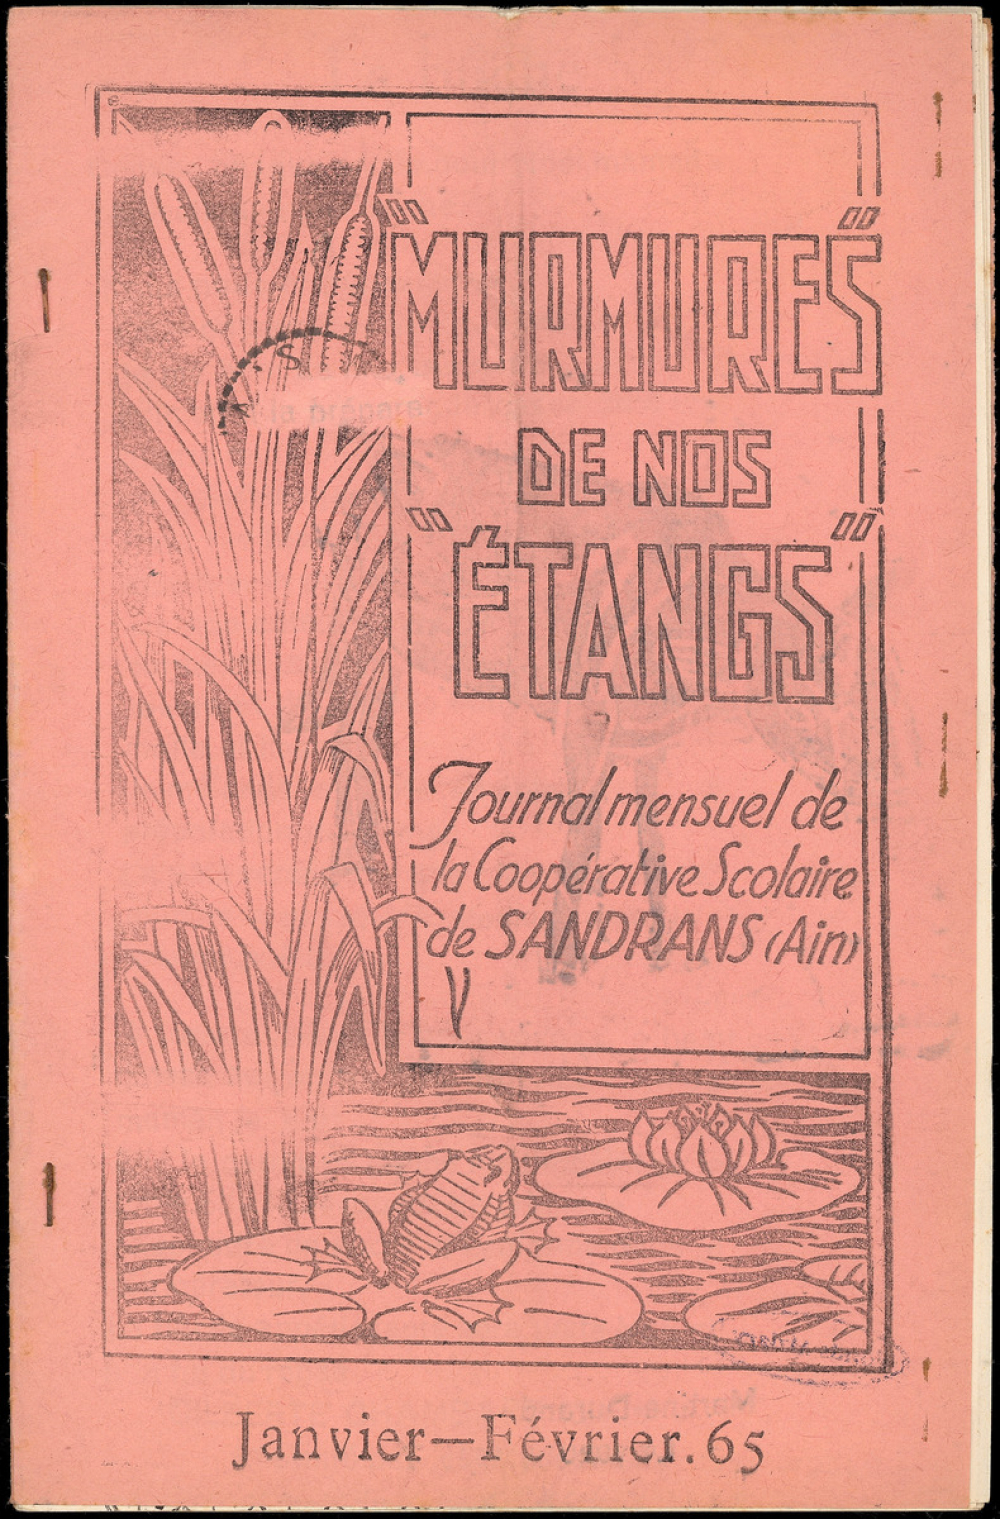 "MURMURES"
DE NOS
"ÉTANGS"
Journal mensuel de
la Coopérative Scolaire
de SANDRANS (Ain)
Janvier—Février.65